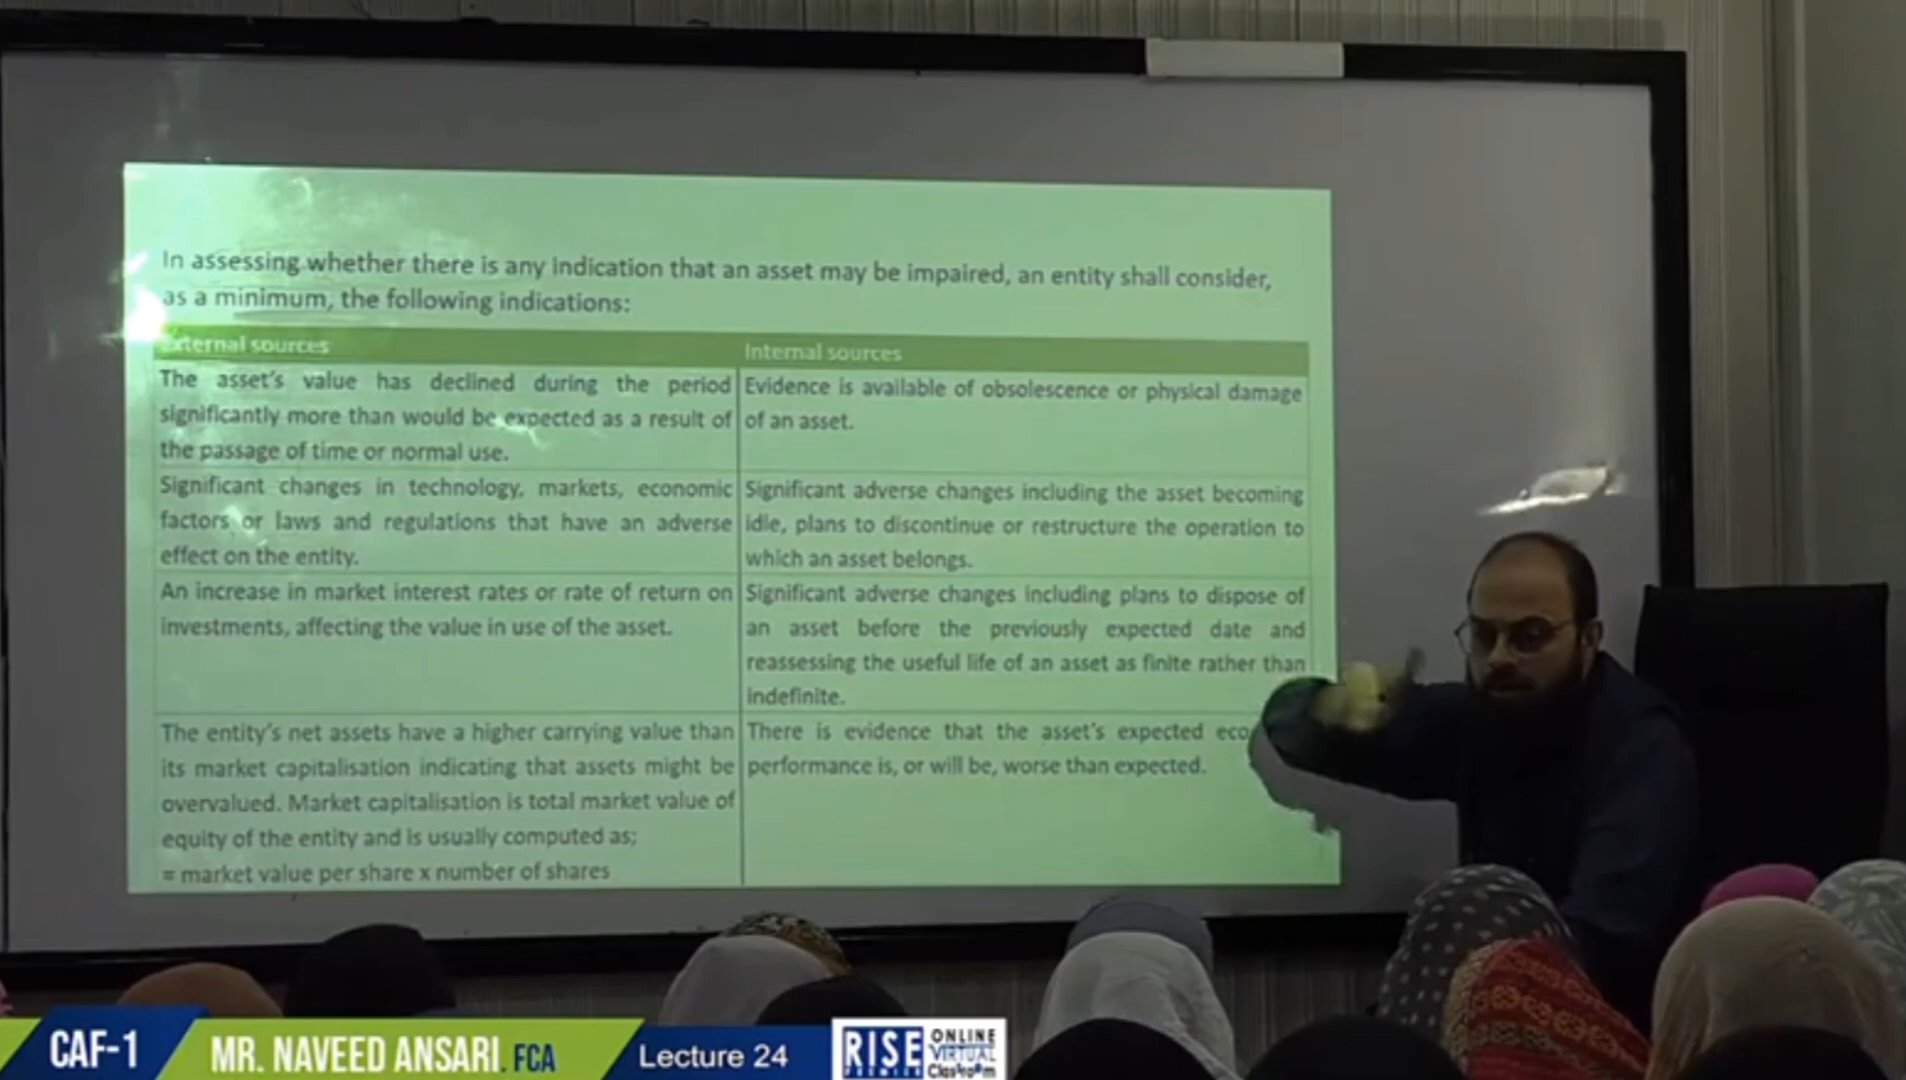 In assessing whether there is any indication that an asset may be impaired, an entity shall consider,
as a minimum, the following indications:
External sources
Internal sources
The asset's value has declined during the period
significantly more than would be expected as a result of
the passage of time or normal use.
Evidence is available of obsolescence or physical damage
of an asset.
Significant changes in technology, markets, economic
factors or laws and regulations that have an adverse
effect on the entity.
Significant adverse changes including the asset becoming
idle, plans to discontinue or restructure the operation to
which an asset belongs.
An increase in market interest rates or rate of return on
investments, affecting the value in use of the asset.
Significant adverse changes including plans to dispose of
an asset before the previously expected date and
reassessing the useful life of an asset as finite rather than
indefinite.
The entity's net assets have a higher carrying value than
its market capitalisation indicating that assets might be
overvalued. Market capitalisation is total market value of
equity of the entity and is usually computed as;
= market value per share x number of shares
There is evidence that the asset's expected eco
performance is, or will be, worse than expected.
CAF-1
MR. NAVEED ANSARI, FCA
Lecture 24
RISE
ONLINE
VIRTUAL
Classroom